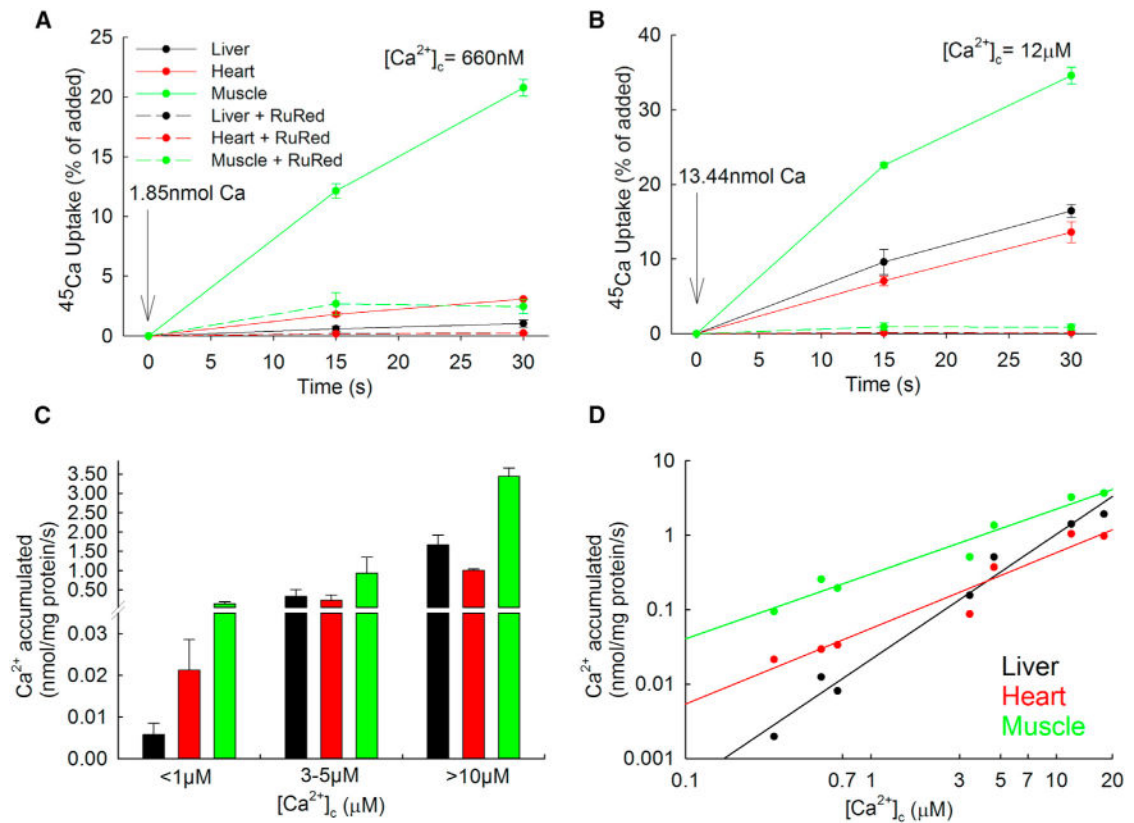 A
25
20
15
10
5
0
45Ca Uptake (% of added)
Liver
Heart
Muscle
Liver + RuRed
Heart + RuRed
Muscle + RuRed
[Ca2+]c = 660nM
1.85nmol Ca
0 5 10 15 20 25 30
Time (s)
B
40
30
20
10
0
45Ca Uptake (% of added)
[Ca2+]c = 12μM
13.44nmol Ca
0 5 10 15 20 25 30
Time (s)
C
3.50
3.00
2.50
2.00
1.50
1.00
0.50
0.03
0.02
0.01
0.00
Ca2+ accumulated
(nmol/mg protein/s)
<1μM 3-5μM >10μM
[Ca2+]c (μM)
D
10
1
0.1
0.01
0.001
Ca2+ accumulated
(nmol/mg protein/s)
Liver
Heart
Muscle
0.1 0.7 1 3 5 7 10 20
[Ca2+]c (μM)